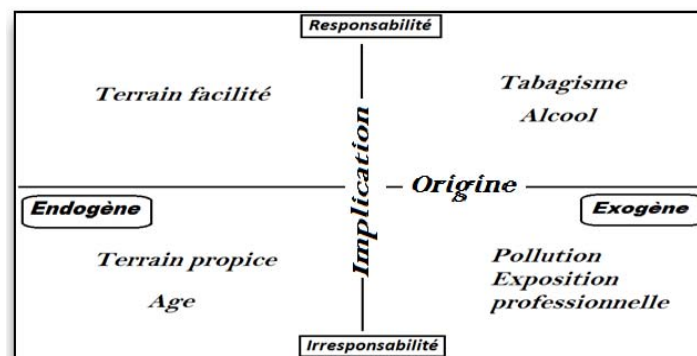 Responsabilité
Terrain facilité
Tabagisme
Alcool
Implication
Origine
Endogène
Exogène
Terrain propice
Age
Pollution
Exposition
professionnelle
Irresponsabilité